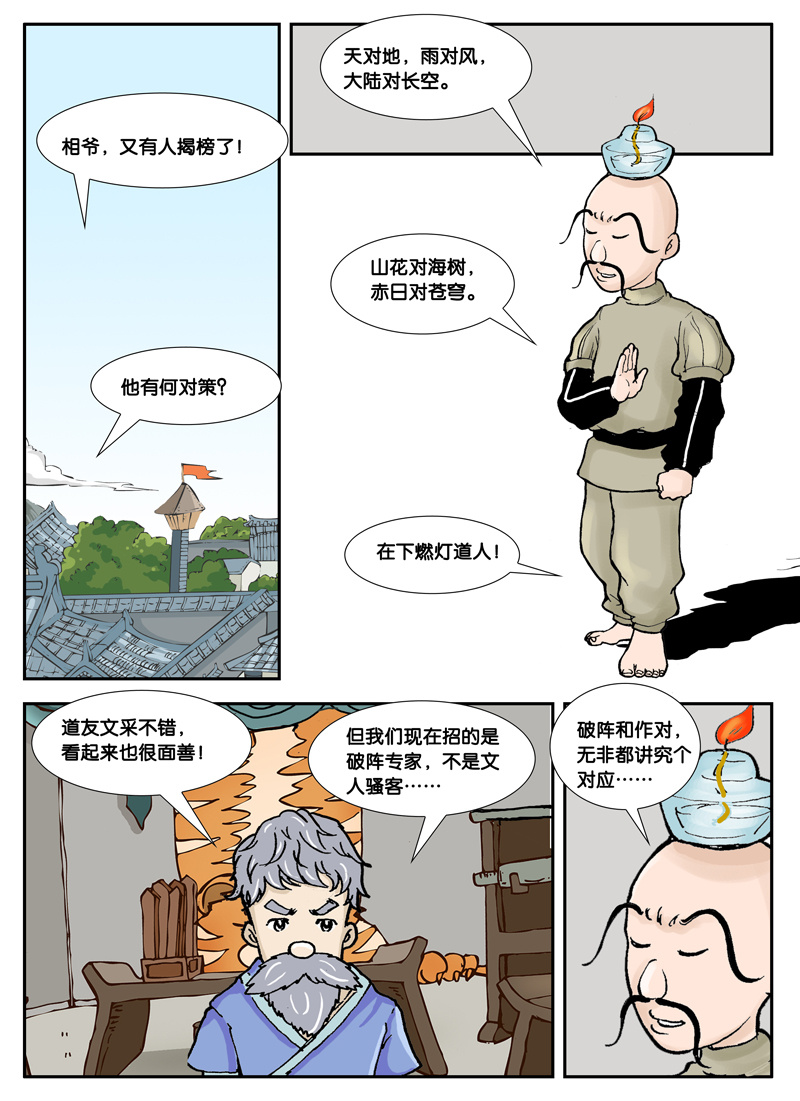 相爷，又有人揭榜了！
他有何对策？
天对地，雨对风，
大陆对长空。
山花对海树，
赤日对苍穹。
在下燃灯道人！
道友文采不错，
看起来也很面善！
但我们现在招的是
破阵专家，不是文
人骚客……
破阵和作对，
无非都讲究个
对应……